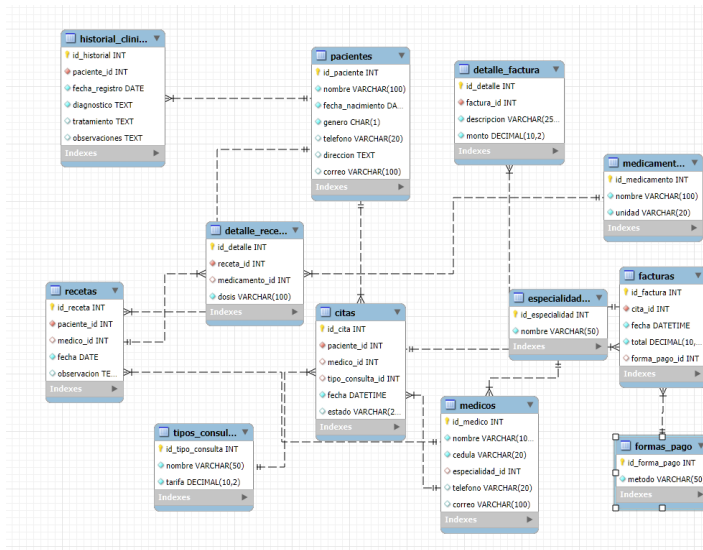 historial_clini...
id_historial INT
paciente_id INT
fecha_registro DATE
diagnostico TEXT
tratamiento TEXT
observaciones TEXT
Indexes
pacientes
id_paciente INT
nombre VARCHAR(100)
fecha_nacimiento DA...
genero CHAR(1)
telefono VARCHAR(20)
direccion TEXT
correo VARCHAR(100)
Indexes
detalle_factura
id_detalle INT
factura_id INT
descripcion VARCHAR(25...
monto DECIMAL(10,2)
Indexes
medicament...
id_medicamento INT
nombre VARCHAR(100)
unidad VARCHAR(20)
Indexes
detalle_rece...
id_detalle INT
receta_id INT
medicamento_id INT
dosis VARCHAR(100)
Indexes
recetas
id_receta INT
paciente_id INT
medico_id INT
fecha DATE
observacion TE...
Indexes
citas
id_cita INT
paciente_id INT
medico_id INT
tipo_consulta_id INT
fecha DATETIME
estado VARCHAR(2...
Indexes
especialidad...
id_especialidad INT
nombre VARCHAR(50)
Indexes
facturas
id_factura INT
cita_id INT
fecha DATETIME
total DECIMAL(10,...
forma_pago_id INT
Indexes
tipos_consul...
id_tipo_consulta INT
nombre VARCHAR(50)
tarifa DECIMAL(10,2)
Indexes
medicos
id_medico INT
nombre VARCHAR(10...
cedula VARCHAR(20)
especialidad_id INT
telefono VARCHAR(20)
correo VARCHAR(100)
Indexes
formas_pago
id_forma_pago INT
metodo VARCHAR(50
Indexes